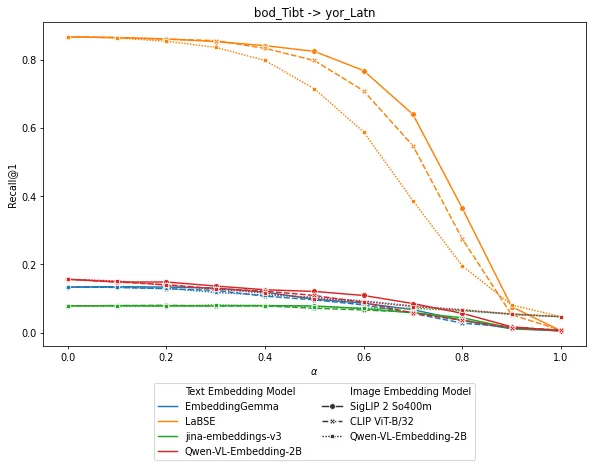 bod_Tibt -> yor_Latn
Recall@1
0.8
0.6
0.4
0.2
0.0
0.0 0.2 0.4 0.6 0.8 1.0
α
Text Embedding Model Image Embedding Model
EmbeddingGemma SigLIP 2 So400m
LaBSE CLIP ViT-B/32
jina-embeddings-v3 Qwen-VL-Embedding-2B
Qwen-VL-Embedding-2B